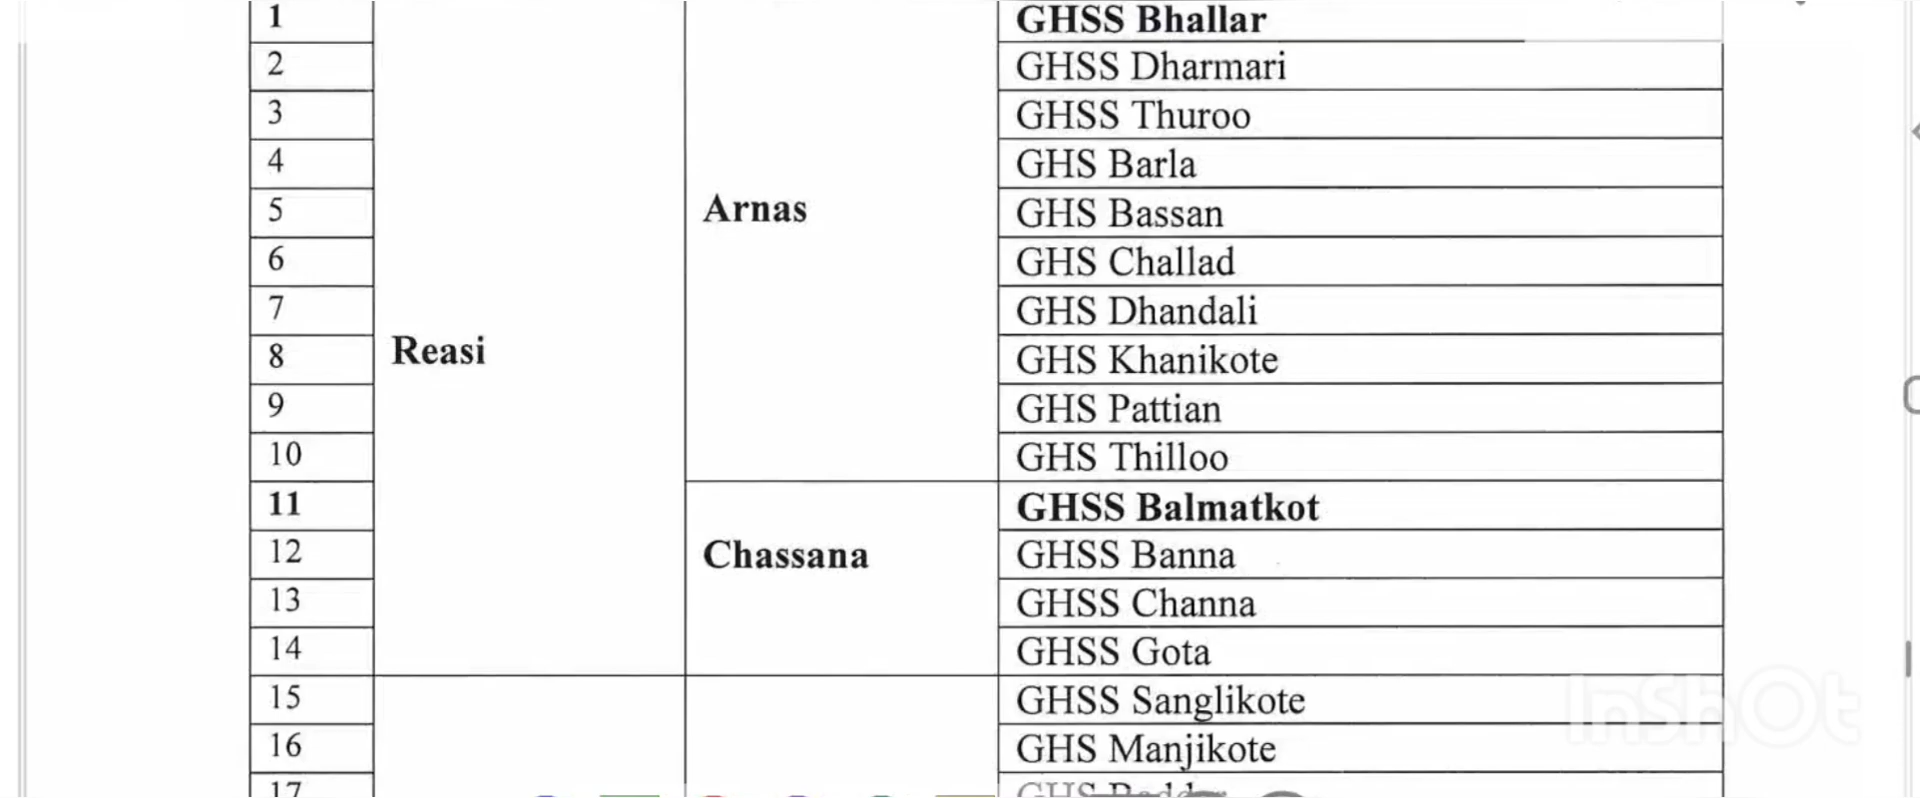 1 GHSS Bhallar
2 GHSS Dharmari
3 GHSS Thuroo
4 GHS Barla
5 Arnas GHS Bassan
6 GHS Challad
7 GHS Dhandali
8 Reasi GHS Khanikote
9 GHS Pattian
10 GHS Thilloo
11 GHSS Balmatkot
12 Chassana GHSS Banna
13 GHSS Channa
14 GHSS Gota
15 GHSS Sanglikote
16 GHS Manjikote
17 GHS
InShOt